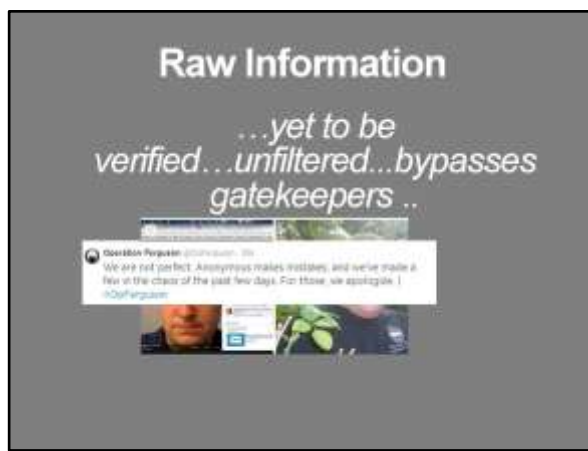 Raw Information
…yet to be
verified…unfiltered...bypasses
gatekeepers ..
Operation Ferguson
We are not perfect. Anonymous makes mistakes, and we've made a
few in the chaos of the past few days. For those, we apologize. |
#OpFerguson